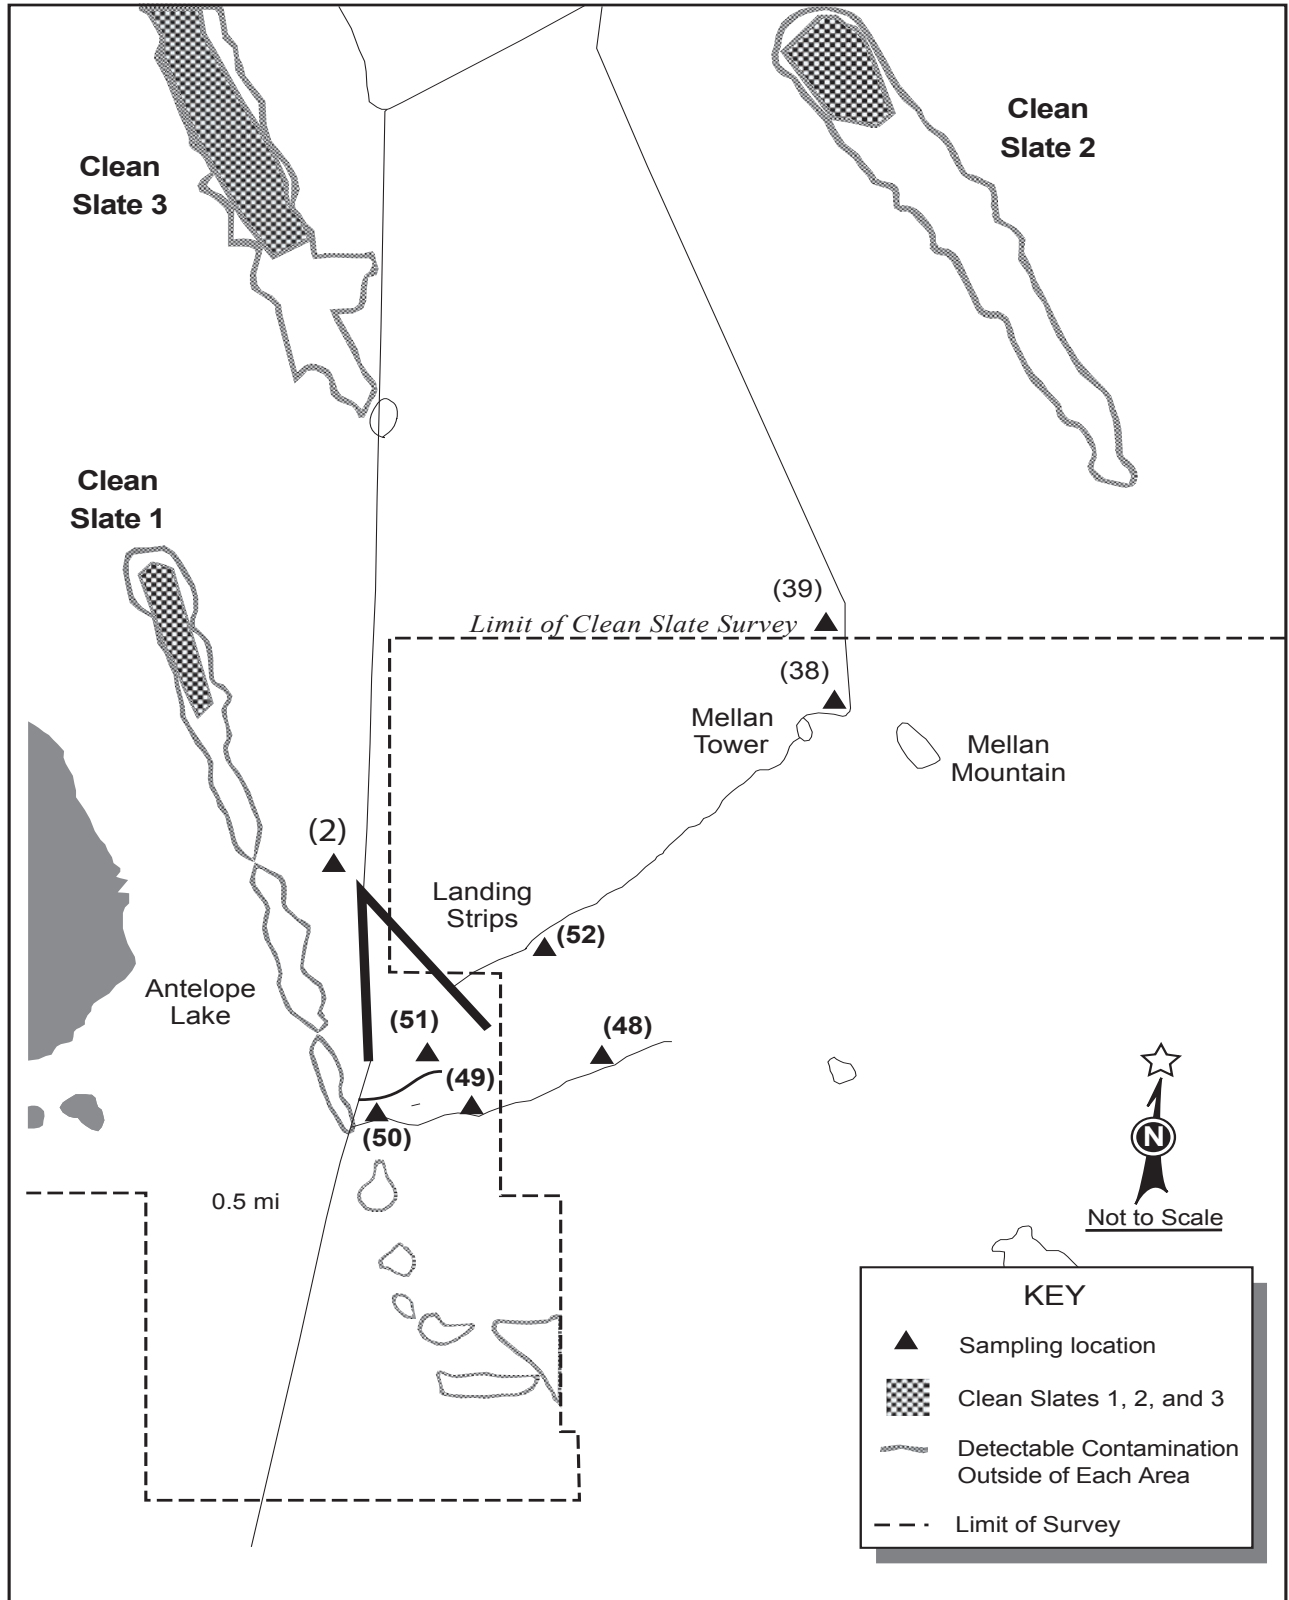 Clean
Slate 2
Clean
Slate 3
Clean
Slate 1
(39)
Limit of Clean Slate Survey
(38)
Mellan
Tower
Mellan
Mountain
(2)
Landing
Strips
(52)
Antelope
Lake
(51)
(48)
(49)
(50)
N
0.5 mi
Not to Scale
KEY
Sampling location
Clean Slates 1, 2, and 3
Detectable Contamination
Outside of Each Area
Limit of Survey